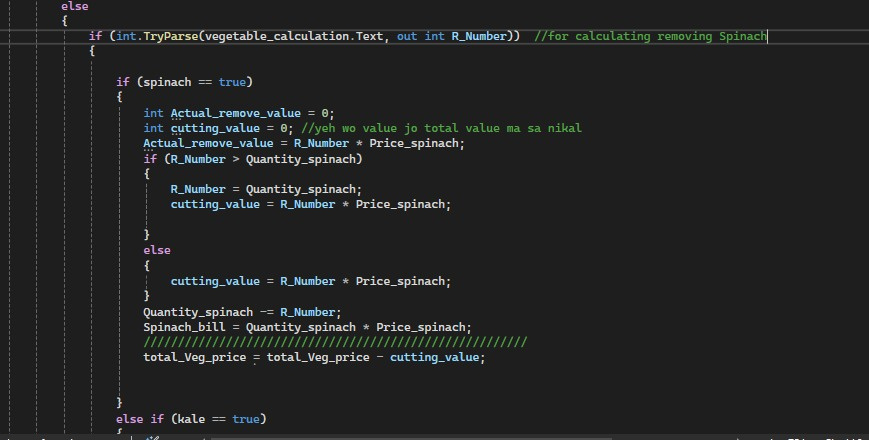 else
{
if (int.TryParse(vegetable_calculation.Text, out int R_Number)) //for calculating removing Spinach
{
if (spinach == true)
{
int Actual_remove_value = 0;
int cutting_value = 0; //yeh wo value jo total value ma sa nikal
Actual_remove_value = R_Number * Price_spinach;
if (R_Number > Quantity_spinach)
{
R_Number = Quantity_spinach;
cutting_value = R_Number * Price_spinach;
}
else
{
cutting_value = R_Number * Price_spinach;
}
Quantity_spinach -= R_Number;
Spinach_bill = Quantity_spinach * Price_spinach;
////////////////////////////////////////////////////////
total_Veg_price = total_Veg_price - cutting_value;
}
else if (kale == true)
{